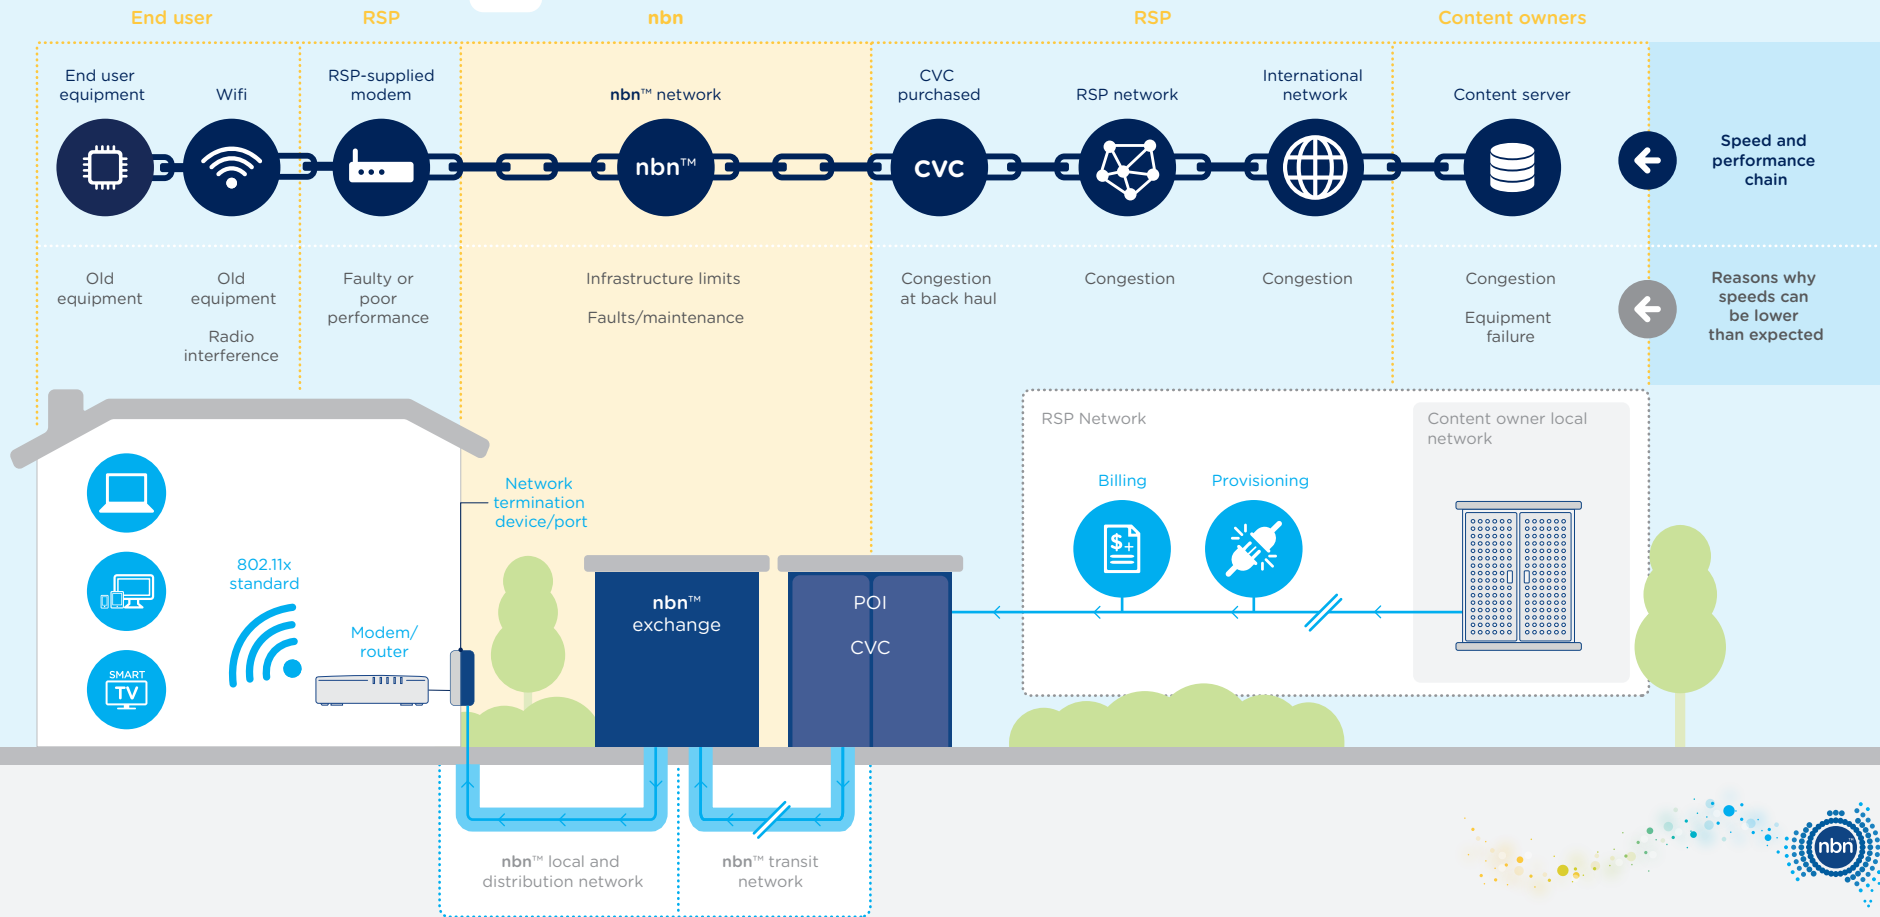 End user
RSP
nbn
RSP
Content owners
End user
equipment
Wifi
RSP-supplied
modem
nbn™ network
CVC
purchased
RSP network
International
network
Content server
nbn™
CVC
Speed and
performance
chain
Old
equipment
Old
equipment
Radio
interference
Faulty or
poor
performance
Infrastructure limits
Faults/maintenance
Congestion
at back haul
Congestion
Congestion
Congestion
Equipment
failure
Reasons why
speeds can
be lower
than expected
RSP Network
Content owner local
network
Billing
Provisioning
$+
Network
termination
device/port
802.11x
standard
Modem/
router
SMART
TV
nbn™
exchange
POI
CVC
nbn™ local and
distribution network
nbn™ transit
network
nbn™